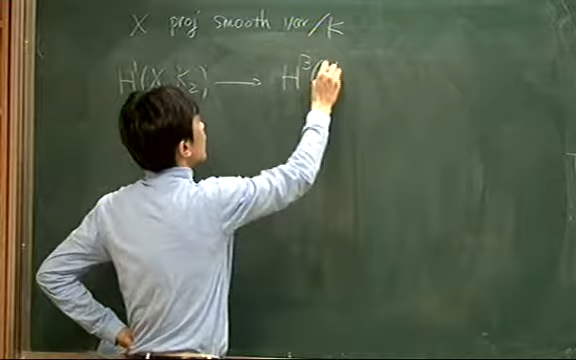 X proj smooth var/k
H¹(X, K₂) ⟶ H³(